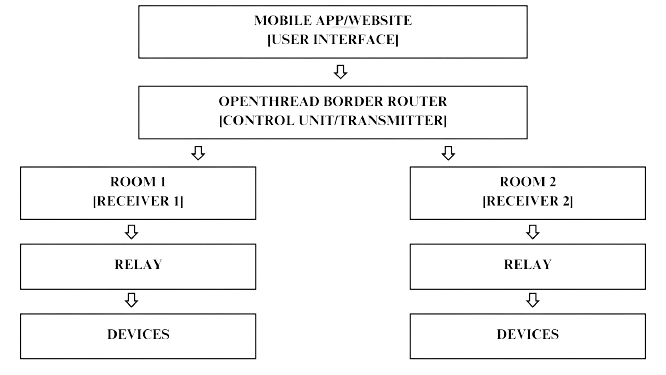 MOBILE APP/WEBSITE
[USER INTERFACE]
OPENTHREAD BORDER ROUTER
[CONTROL UNIT/TRANSMITTER]
ROOM 1
[RECEIVER 1]
ROOM 2
[RECEIVER 2]
RELAY
RELAY
DEVICES
DEVICES